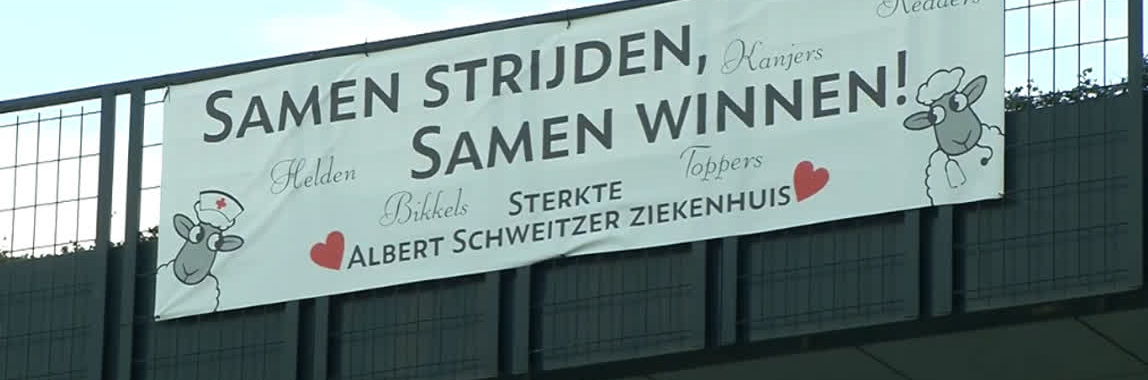 Redders
SAMEN STRIJDEN, Kanjers
SAMEN WINNEN!
Helden
Toppers
Bikkels
STERKTE
ALBERT SCHWEITZER ZIEKENHUIS